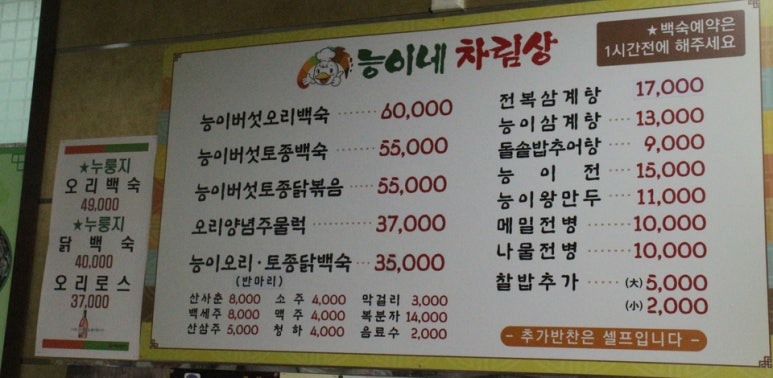 ★누룽지
오리백숙
49,000
★누룽지
닭백숙
40,000
오리로스
37,000
능이네 차림상
★백숙예약은
1시간전에 해주세요
능이버섯오리백숙 ····· 60,000
능이버섯토종백숙 ····· 55,000
능이버섯토종닭볶음 ···· 55,000
오리양념주물럭 ······ 37,000
능이오리·토종닭백숙 ··· 35,000
(반마리)
산사춘 8,000 소주 4,000 막걸리 3,000
백세주 8,000 맥주 4,000 복분자 14,000
산삼주 5,000 청하 4,000 음료수 2,000
전복삼계탕 17,000
능이삼계탕 ····· 13,000
돌솥밥추어탕 ···· 9,000
능이전 ····· 15,000
능이왕만두 ····· 11,000
메밀전병 ······ 10,000
나물전병 ······ 10,000
찰밥추가 ····· (大) 5,000
(小) 2,000
- 추가반찬은 셀프입니다 -